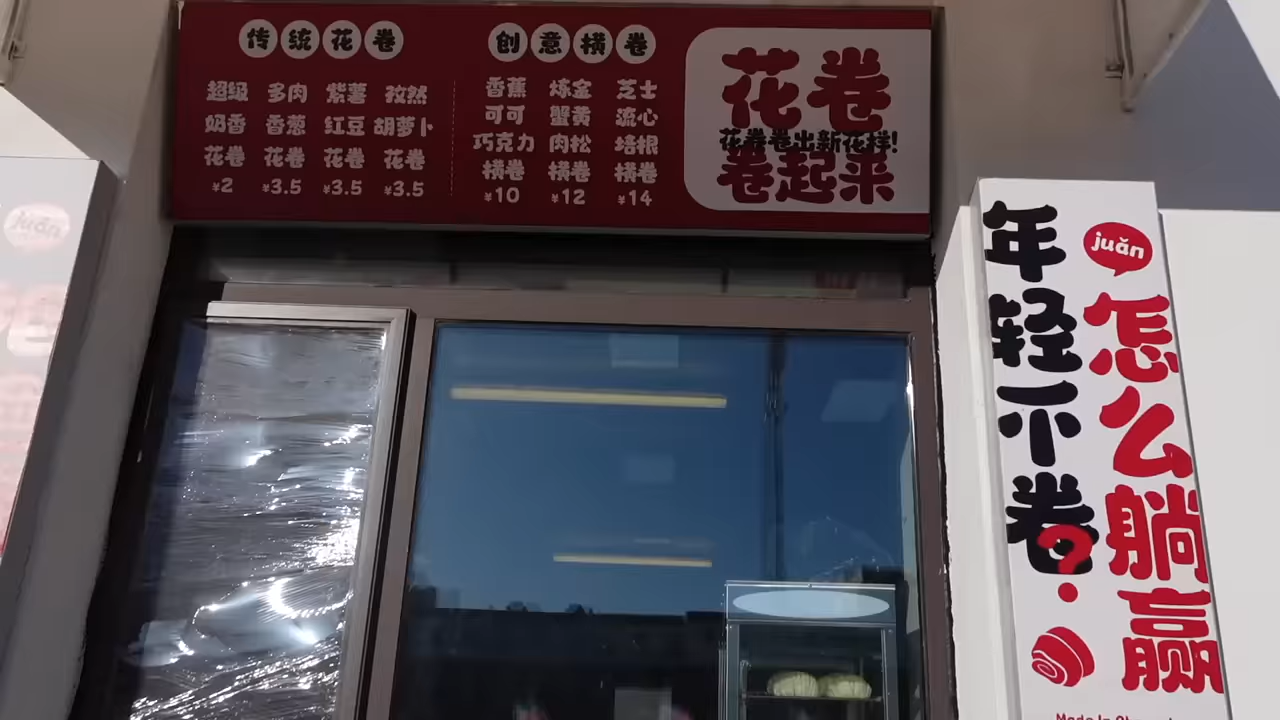 传统花卷
超级 多肉 紫薯 孜然
奶香 香葱 红豆 胡萝卜
花卷 花卷 花卷 花卷
¥2 ¥3.5 ¥3.5 ¥3.5
创意横卷
香蕉 炼金 芝士
可可 蟹黄 流心
巧克力 肉松 培根
横卷 横卷 横卷
¥10 ¥12 ¥14
花卷
花卷卷出新花样!
卷起来
juǎn
年轻不卷?
juǎn
怎么躺赢
Made In